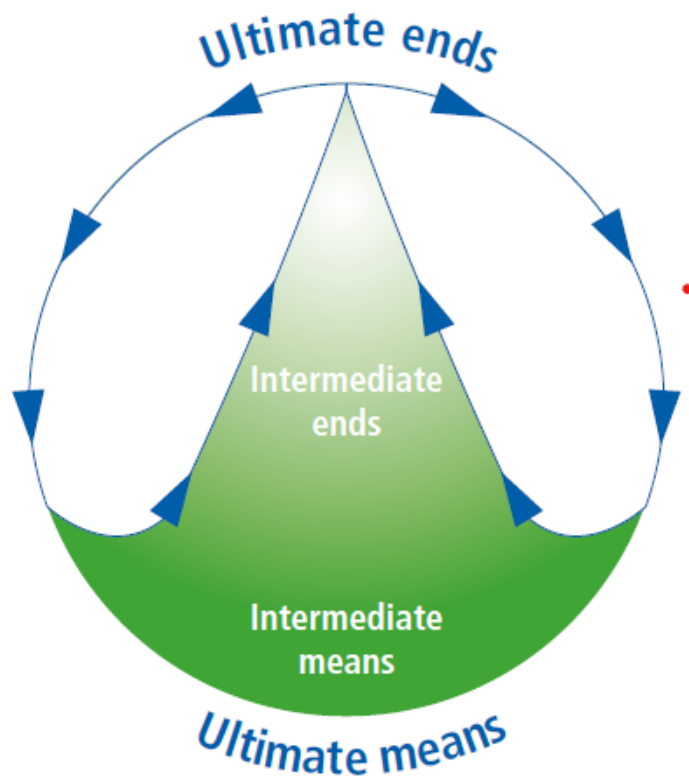 Ultimate ends
Intermediate
ends
Intermediate
means
Ultimate means